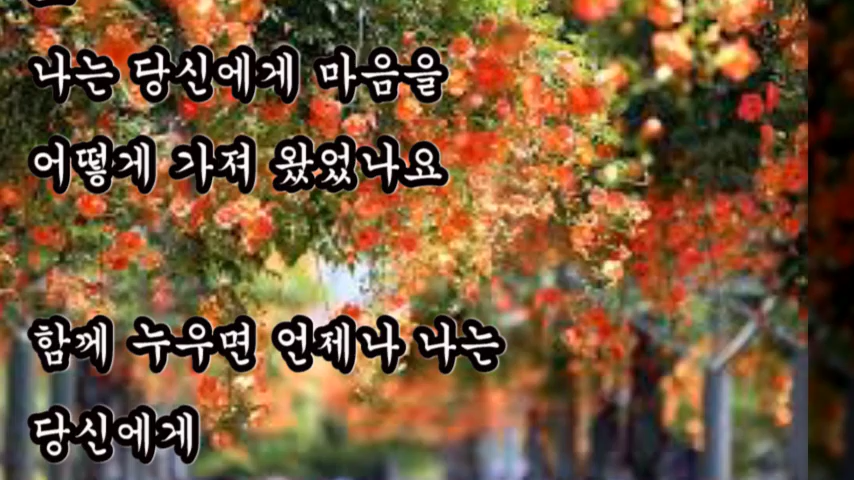 나는 당신에게 마음을
어떻게 가져 왔었나요
함께 누우면 언제나 나는
당신에게